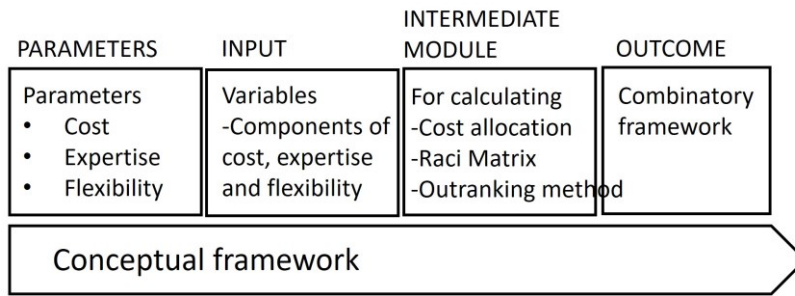 PARAMETERS
INPUT
INTERMEDIATE
MODULE
OUTCOME
Parameters
• Cost
• Expertise
• Flexibility
Variables
-Components of
cost, expertise
and flexibility
For calculating
-Cost allocation
-Raci Matrix
-Outranking method
Combinatory
framework
Conceptual framework